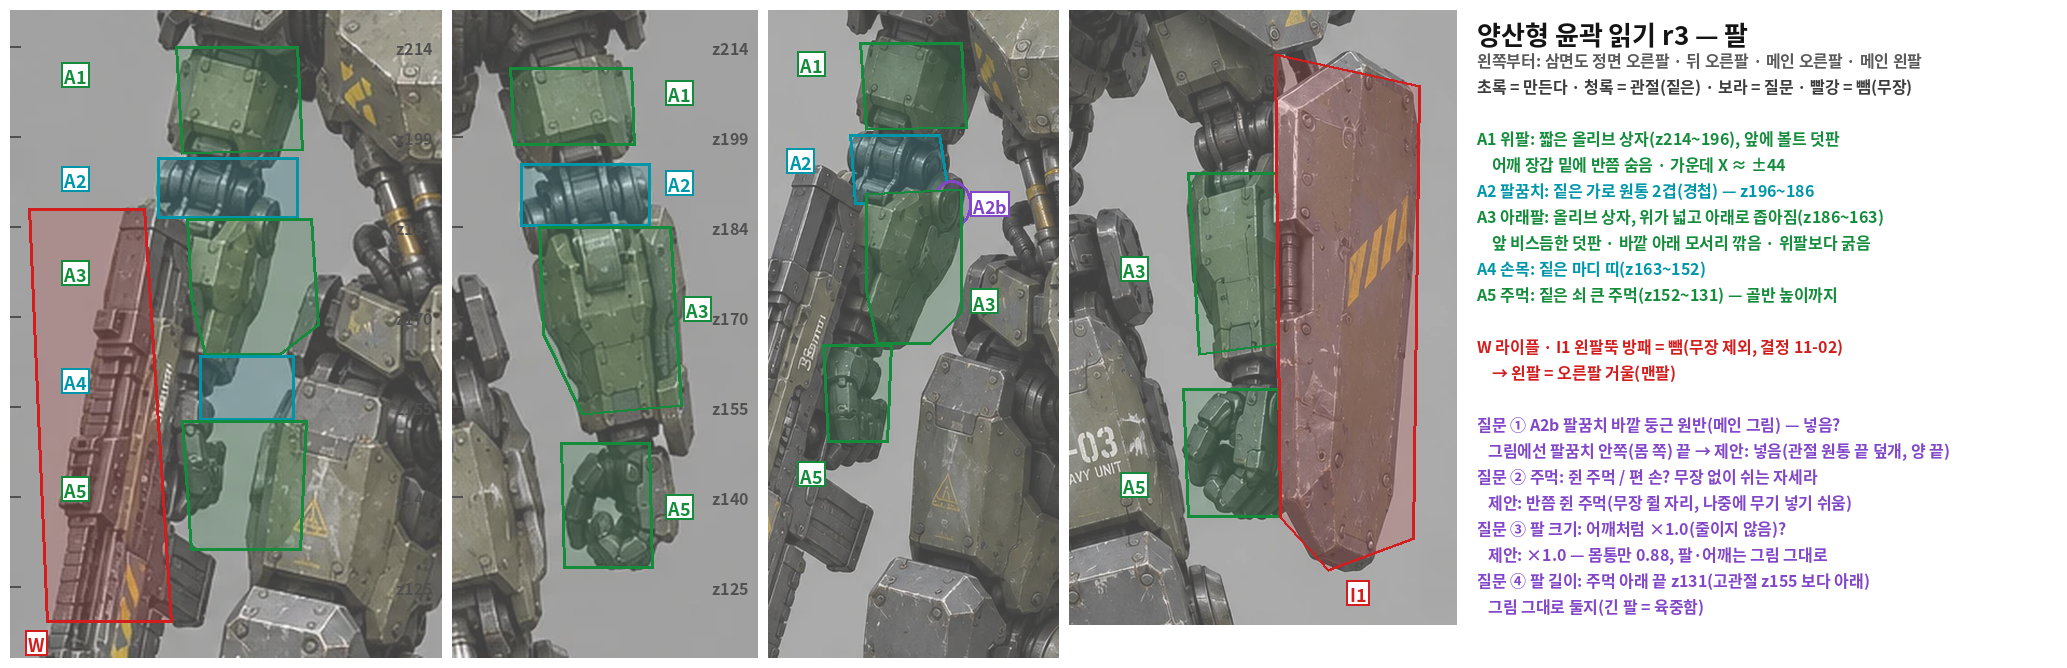 양산형 윤곽 읽기 r3 — 팔
왼쪽부터: 삼면도 정면 오른팔 · 뒤 오른팔 · 메인 오른팔 · 메인 왼팔
초록 = 만든다 · 청록 = 관절(짙은) · 보라 = 질문 · 빨강 = 뺌(무장)
A1 위팔: 짧은 올리브 상자(z214~196), 앞에 볼트 덧판
어깨 장갑 밑에 반쯤 숨음 · 가운데 X ≈ ±44
A2 팔꿈치: 짙은 가로 원통 2겹(경첩) — z196~186
A3 아래팔: 올리브 상자, 위가 넓고 아래로 좁아짐(z186~163)
앞 비스듬한 덧판 · 바깥 아래 모서리 깎음 · 위팔보다 굵음
A4 손목: 짙은 마디 띠(z163~152)
A5 주먹: 짙은 쇠 큰 주먹(z152~131) — 골반 높이까지
W 라이플 · I1 왼팔뚝 방패 = 뺌(무장 제외, 결정 11-02)
→ 왼팔 = 오른팔 거울(맨팔)
질문 ① A2b 팔꿈치 바깥 둥근 원반(메인 그림) — 넣음?
그림에선 팔꿈치 안쪽(몸 쪽) 끝 → 제안: 넣음(관절 원통 끝 덮개, 양 끝)
질문 ② 주먹: 쥔 주먹 / 편 손? 무장 없이 쉬는 자세라
제안: 반쯤 쥔 주먹(무장 쥘 자리, 나중에 무기 넣기 쉬움)
질문 ③ 팔 크기: 어깨처럼 ×1.0(줄이지 않음)?
제안: ×1.0 — 몸통만 0.88, 팔·어깨는 그림 그대로
질문 ④ 팔 길이: 주먹 아래 끝 z131(고관절 z155 보다 아래)
그림 그대로 둘지(긴 팔 = 육중함)
A1
A2
A3
A4
A5
W
z214
z199
z170
z125
A1
A2
A3
A5
z214
z199
z184
z170
z155
z140
z125
A1
A2
A2b
A3
A5
A3
A5
I1
-03
AVY UNIT